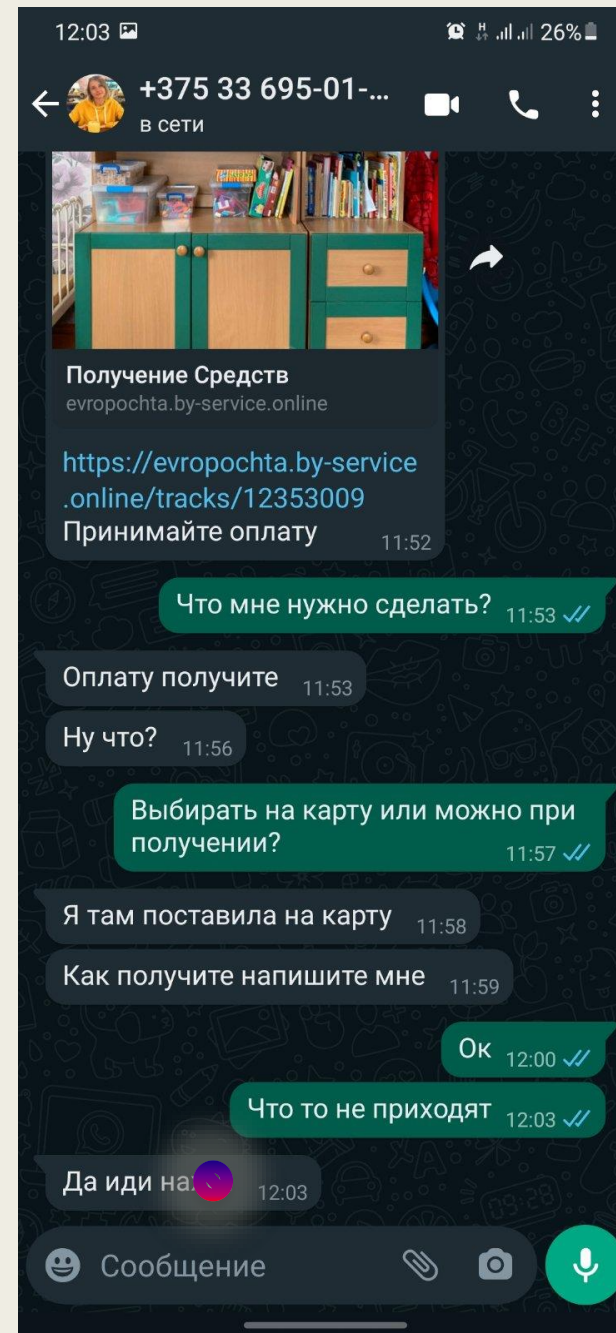 12:03 26%
+375 33 695-01-...
в сети
Получение Средств
evropochta.by-service.online
https://evropochta.by-service
.online/tracks/12353009
Принимайте оплату 11:52
Что мне нужно сделать? 11:53
Оплату получите 11:53
Ну что? 11:56
Выбирать на карту или можно при
получении? 11:57
Я там поставила на карту 11:58
Как получите напишите мне 11:59
Ок 12:00
Что то не приходят 12:03
Да иди 12:03
Сообщение